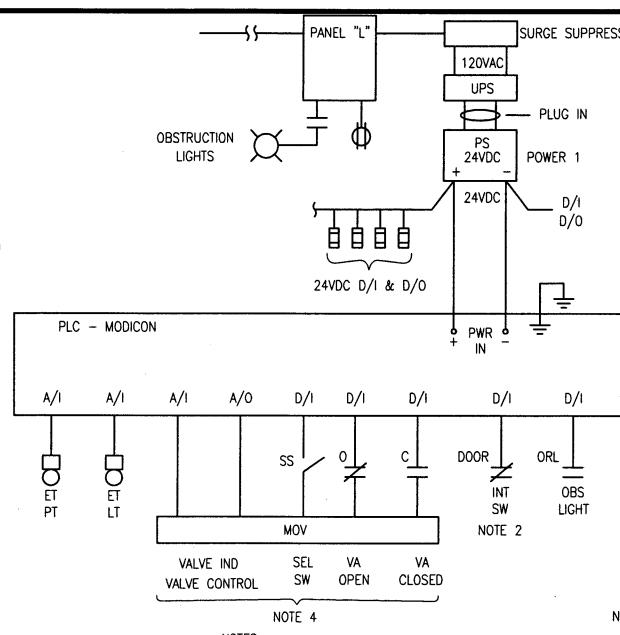 PANEL "L"
SURGE SUPPRESS
120VAC
UPS
PLUG IN
OBSTRUCTION
LIGHTS
PS
24VDC
+ -
POWER 1
24VDC
D/I
D/O
24VDC D/I & D/O
PLC - MODICON
+ PWR -
IN
A/I A/I A/I A/O D/I D/I D/I D/I D/I
SS O C DOOR ORL
ET
PT
ET
LT
INT
SW
OBS
LIGHT
NOTE 2
MOV
VALVE IND
VALVE CONTROL
SEL
SW
VA
OPEN
VA
CLOSED
NOTE 4